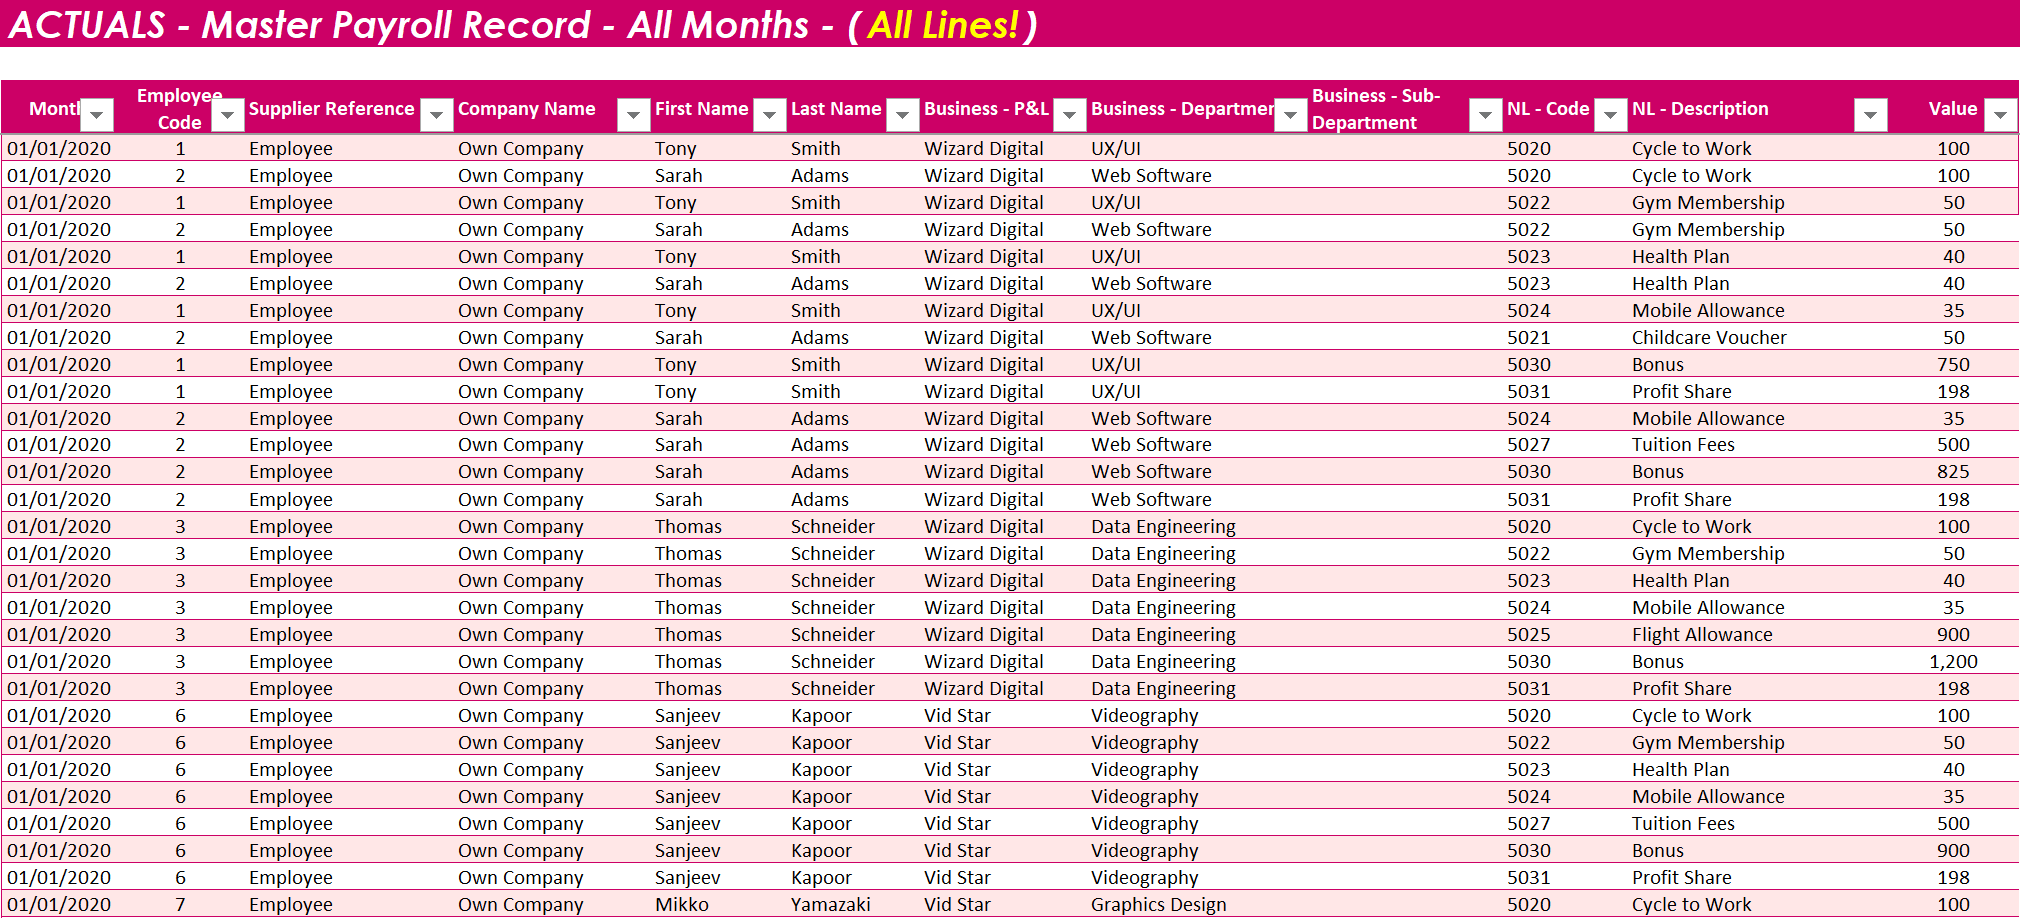 ACTUALS - Master Payroll Record - All Months - ( All Lines! )
Month Employee Code Supplier Reference Company Name First Name Last Name Business - P&L Business - Departmen Business - Sub-Department NL - Code NL - Description Value
01/01/2020 1 Employee Own Company Tony Smith Wizard Digital UX/UI 5020 Cycle to Work 100
01/01/2020 2 Employee Own Company Sarah Adams Wizard Digital Web Software 5020 Cycle to Work 100
01/01/2020 1 Employee Own Company Tony Smith Wizard Digital UX/UI 5022 Gym Membership 50
01/01/2020 2 Employee Own Company Sarah Adams Wizard Digital Web Software 5022 Gym Membership 50
01/01/2020 1 Employee Own Company Tony Smith Wizard Digital UX/UI 5023 Health Plan 40
01/01/2020 2 Employee Own Company Sarah Adams Wizard Digital Web Software 5023 Health Plan 40
01/01/2020 1 Employee Own Company Tony Smith Wizard Digital UX/UI 5024 Mobile Allowance 35
01/01/2020 2 Employee Own Company Sarah Adams Wizard Digital Web Software 5021 Childcare Voucher 50
01/01/2020 1 Employee Own Company Tony Smith Wizard Digital UX/UI 5030 Bonus 750
01/01/2020 1 Employee Own Company Tony Smith Wizard Digital UX/UI 5031 Profit Share 198
01/01/2020 2 Employee Own Company Sarah Adams Wizard Digital Web Software 5024 Mobile Allowance 35
01/01/2020 2 Employee Own Company Sarah Adams Wizard Digital Web Software 5027 Tuition Fees 500
01/01/2020 2 Employee Own Company Sarah Adams Wizard Digital Web Software 5030 Bonus 825
01/01/2020 2 Employee Own Company Sarah Adams Wizard Digital Web Software 5031 Profit Share 198
01/01/2020 3 Employee Own Company Thomas Schneider Wizard Digital Data Engineering 5020 Cycle to Work 100
01/01/2020 3 Employee Own Company Thomas Schneider Wizard Digital Data Engineering 5022 Gym Membership 50
01/01/2020 3 Employee Own Company Thomas Schneider Wizard Digital Data Engineering 5023 Health Plan 40
01/01/2020 3 Employee Own Company Thomas Schneider Wizard Digital Data Engineering 5024 Mobile Allowance 35
01/01/2020 3 Employee Own Company Thomas Schneider Wizard Digital Data Engineering 5025 Flight Allowance 900
01/01/2020 3 Employee Own Company Thomas Schneider Wizard Digital Data Engineering 5030 Bonus 1,200
01/01/2020 3 Employee Own Company Thomas Schneider Wizard Digital Data Engineering 5031 Profit Share 198
01/01/2020 6 Employee Own Company Sanjeev Kapoor Vid Star Videography 5020 Cycle to Work 100
01/01/2020 6 Employee Own Company Sanjeev Kapoor Vid Star Videography 5022 Gym Membership 50
01/01/2020 6 Employee Own Company Sanjeev Kapoor Vid Star Videography 5023 Health Plan 40
01/01/2020 6 Employee Own Company Sanjeev Kapoor Vid Star Videography 5024 Mobile Allowance 35
01/01/2020 6 Employee Own Company Sanjeev Kapoor Vid Star Videography 5027 Tuition Fees 500
01/01/2020 6 Employee Own Company Sanjeev Kapoor Vid Star Videography 5030 Bonus 900
01/01/2020 6 Employee Own Company Sanjeev Kapoor Vid Star Videography 5031 Profit Share 198
01/01/2020 7 Employee Own Company Mikko Yamazaki Vid Star Graphics Design 5020 Cycle to Work 100